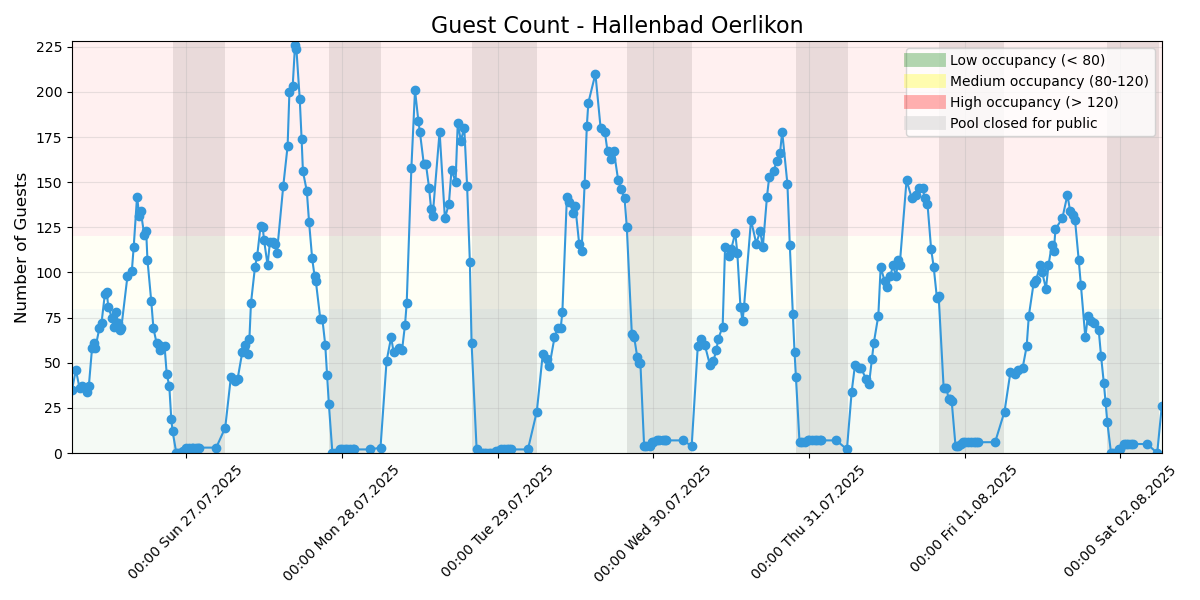 Guest Count - Hallenbad Oerlikon
Number of Guests
225
200
175
150
125
100
75
50
25
0
Low occupancy (< 80)
Medium occupancy (80-120)
High occupancy (> 120)
Pool closed for public
00:00 Sun 27.07.2025
00:00 Mon 28.07.2025
00:00 Tue 29.07.2025
00:00 Wed 30.07.2025
00:00 Thu 31.07.2025
00:00 Fri 01.08.2025
00:00 Sat 02.08.2025